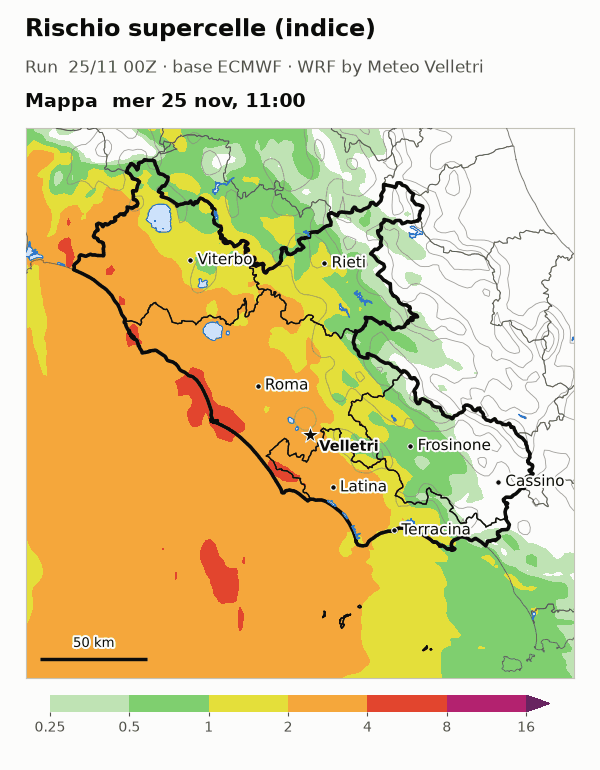 Rischio supercelle (indice)
Run  25/11 00Z · base ECMWF · WRF by Meteo Velletri
Mappa  mer 25 nov, 11:00
Viterbo
Rieti
Roma
Velletri
Frosinone
Latina
Cassino
Terracina
50 km
0.25 0.5 1 2 4 8 16